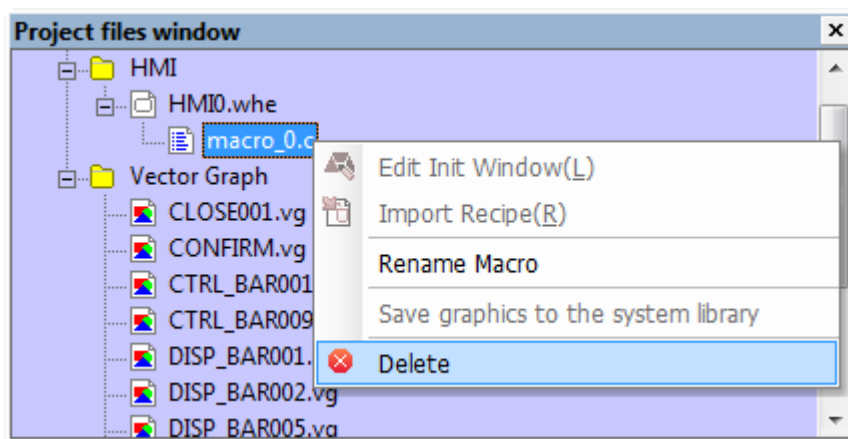 Project files window
HMI
HMI0.whe
macro_0.c
Vector Graph
CLOSE001.vg
CONFIRM.vg
CTRL_BAR001
CTRL_BAR009
DISP_BAR001.
DISP_BAR002.vg
DISP_BAR005.vg
Edit Init Window(L)
Import Recipe(R)
Rename Macro
Save graphics to the system library
Delete